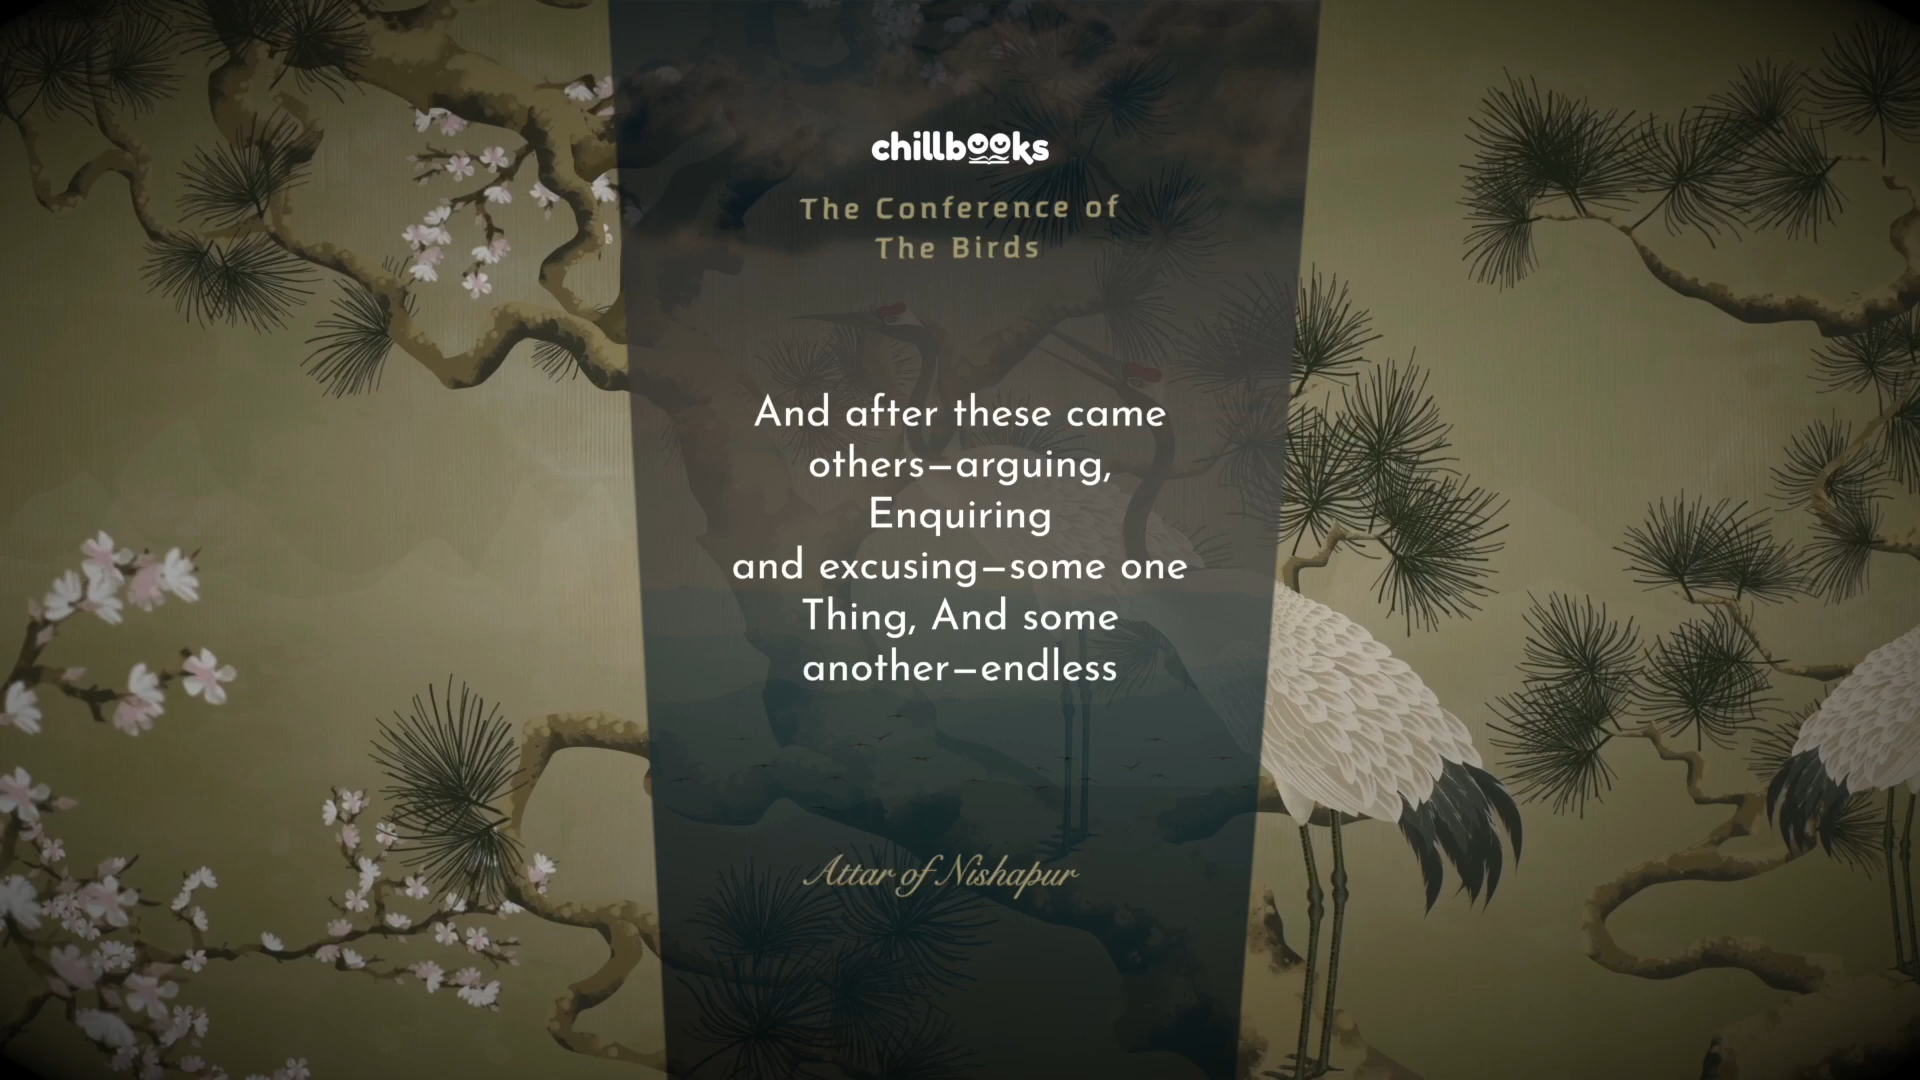 chillbooks
The Conference of
The Birds
And after these came
others—arguing,
Enquiring
and excusing—some one
Thing, And some
another—endless
Attar of Nishapur